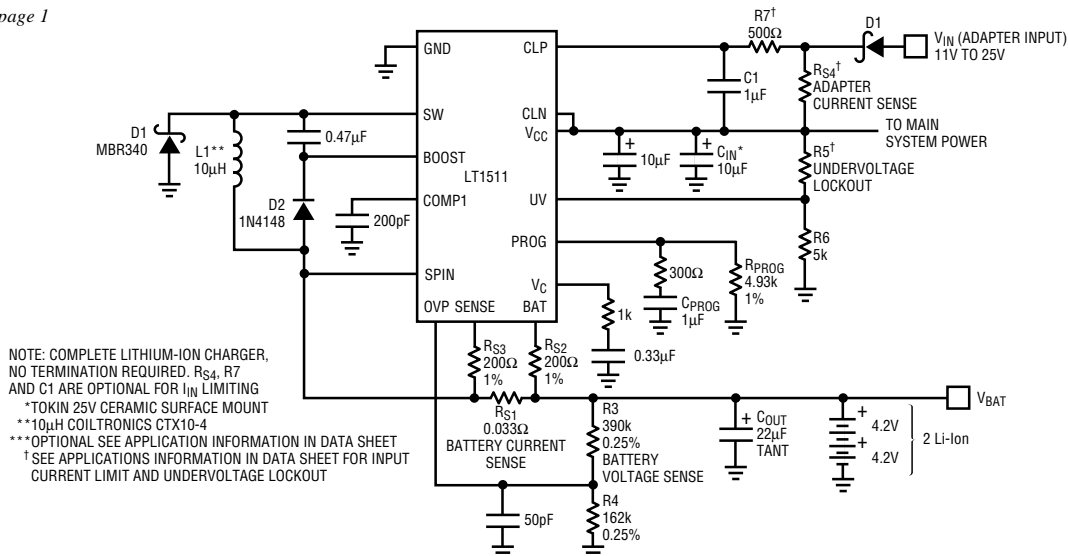 page 1
GND
CLP
R7†
500Ω
D1
VIN (ADAPTER INPUT)
11V TO 25V
C1
1µF
RS4†
ADAPTER
CURRENT SENSE
SW
CLN
VCC
TO MAIN
SYSTEM POWER
D1
MBR340
L1**
10µH
0.47µF
BOOST
LT1511
+
10µF
+
CIN*
10µF
R5†
UNDERVOLTAGE
LOCKOUT
D2
1N4148
COMP1
200pF
UV
R6
5k
PROG
300Ω
CPROG
1µF
RPROG
4.93k
1%
SPIN
VC
1k
0.33µF
OVP SENSE
BAT
RS3
200Ω
1%
RS2
200Ω
1%
RS1
0.033Ω
BATTERY CURRENT
SENSE
R3
390k
0.25%
BATTERY
VOLTAGE SENSE
VBAT
+
COUT
22µF
TANT
+
4.2V
+
4.2V
2 Li-Ion
50pF
R4
162k
0.25%
NOTE: COMPLETE LITHIUM-ION CHARGER,
NO TERMINATION REQUIRED. RS4, R7
AND C1 ARE OPTIONAL FOR IIN LIMITING
*TOKIN 25V CERAMIC SURFACE MOUNT
**10µH COILTRONICS CTX10-4
***OPTIONAL SEE APPLICATION INFORMATION IN DATA SHEET
†SEE APPLICATIONS INFORMATION IN DATA SHEET FOR INPUT
CURRENT LIMIT AND UNDERVOLTAGE LOCKOUT